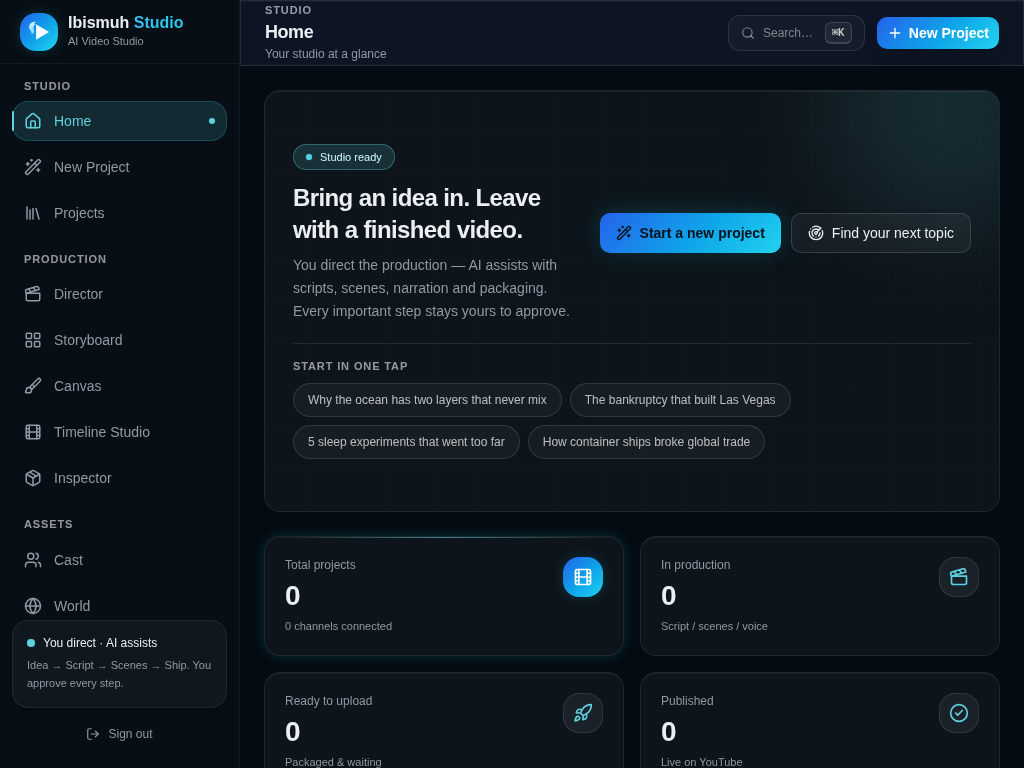 Ibismuh Studio
AI Video Studio
STUDIO
Home
New Project
Projects
PRODUCTION
Director
Storyboard
Canvas
Timeline Studio
Inspector
ASSETS
Cast
World
You direct · AI assists
Idea → Script → Scenes → Ship. You
approve every step.
Sign out
STUDIO
Home
Your studio at a glance
Search…
⌘K
New Project
Studio ready
Bring an idea in. Leave
with a finished video.
You direct the production — AI assists with
scripts, scenes, narration and packaging.
Every important step stays yours to approve.
Start a new project
Find your next topic
START IN ONE TAP
Why the ocean has two layers that never mix
The bankruptcy that built Las Vegas
5 sleep experiments that went too far
How container ships broke global trade
Total projects
0
0 channels connected
In production
0
Script / scenes / voice
Ready to upload
0
Packaged & waiting
Published
0
Live on YouTube